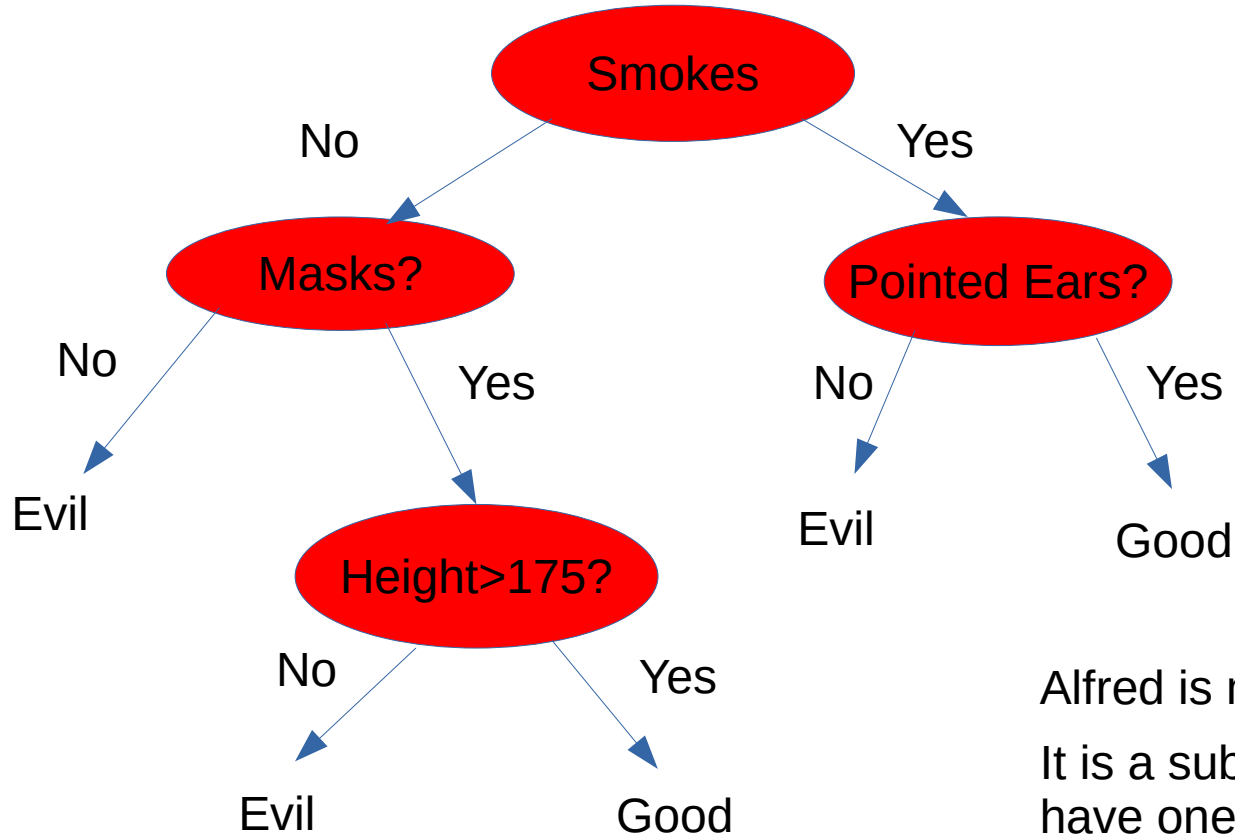 Smokes
No
Yes
Masks?
Pointed Ears?
No
Yes
No
Yes
Evil
Evil
Good
Height>175?
No
Yes
Evil
Good
Alfred is
It is a
have one